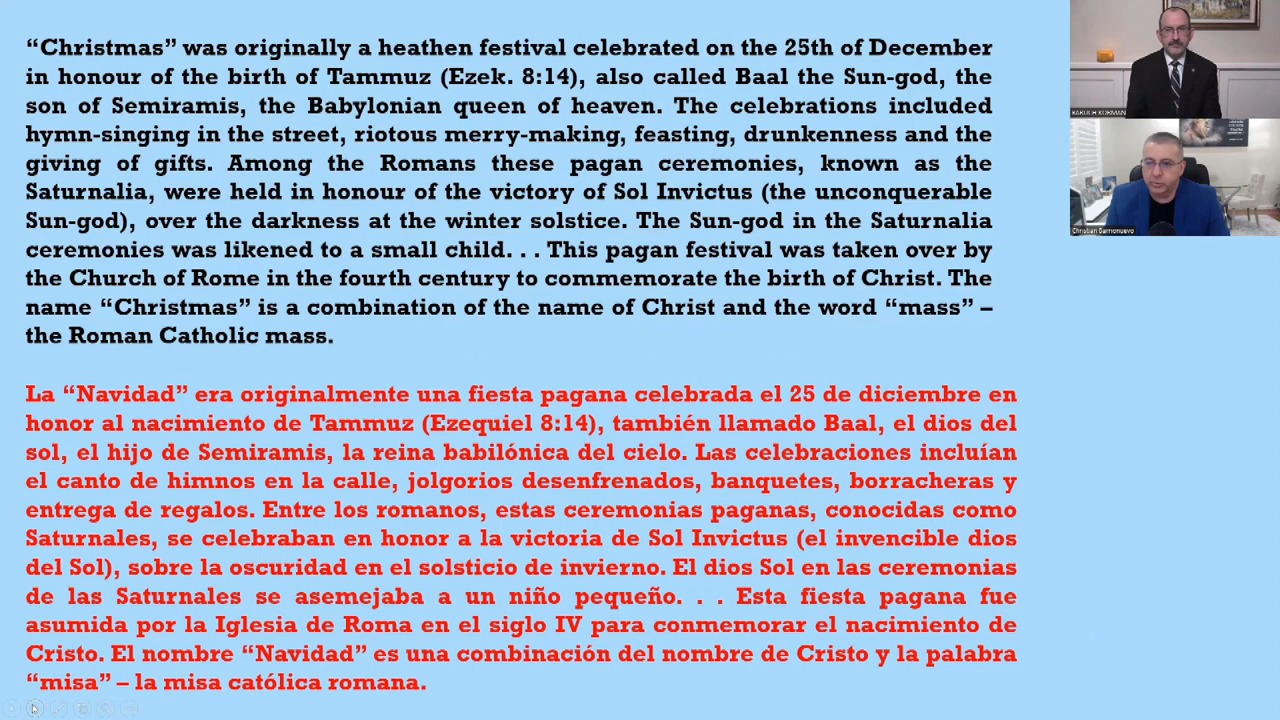 “Christmas” was originally a heathen festival celebrated on the 25th of December
in honour of the birth of Tammuz (Ezek. 8:14), also called Baal the Sun-god, the
son of Semiramis, the Babylonian queen of heaven. The celebrations included
hymn-singing in the street, riotous merry-making, feasting, drunkenness and the
giving of gifts. Among the Romans these pagan ceremonies, known as the
Saturnalia, were held in honour of the victory of Sol Invictus (the unconquerable
Sun-god), over the darkness at the winter solstice. The Sun-god in the Saturnalia
ceremonies was likened to a small child. . . This pagan festival was taken over by
the Church of Rome in the fourth century to commemorate the birth of Christ. The
name “Christmas” is a combination of the name of Christ and the word “mass” –
the Roman Catholic mass.
La “Navidad” era originalmente una fiesta pagana celebrada el 25 de diciembre en
honor al nacimiento de Tammuz (Ezequiel 8:14), también llamado Baal, el dios del
sol, el hijo de Semiramis, la reina babilónica del cielo. Las celebraciones incluían
el canto de himnos en la calle, jolgorios desenfrenados, banquetes, borracheras y
entrega de regalos. Entre los romanos, estas ceremonias paganas, conocidas como
Saturnales, se celebraban en honor a la victoria de Sol Invictus (el invencible dios
del Sol), sobre la oscuridad en el solsticio de invierno. El dios Sol en las ceremonias
de las Saturnales se asemejaba a un niño pequeño. . . Esta fiesta pagana fue
asumida por la Iglesia de Roma en el siglo IV para conmemorar el nacimiento de
Cristo. El nombre “Navidad” es una combinación del nombre de Cristo y la palabra
“misa” – la misa católica romana.
BARUCH KORMAN
Christian Barrionuevo